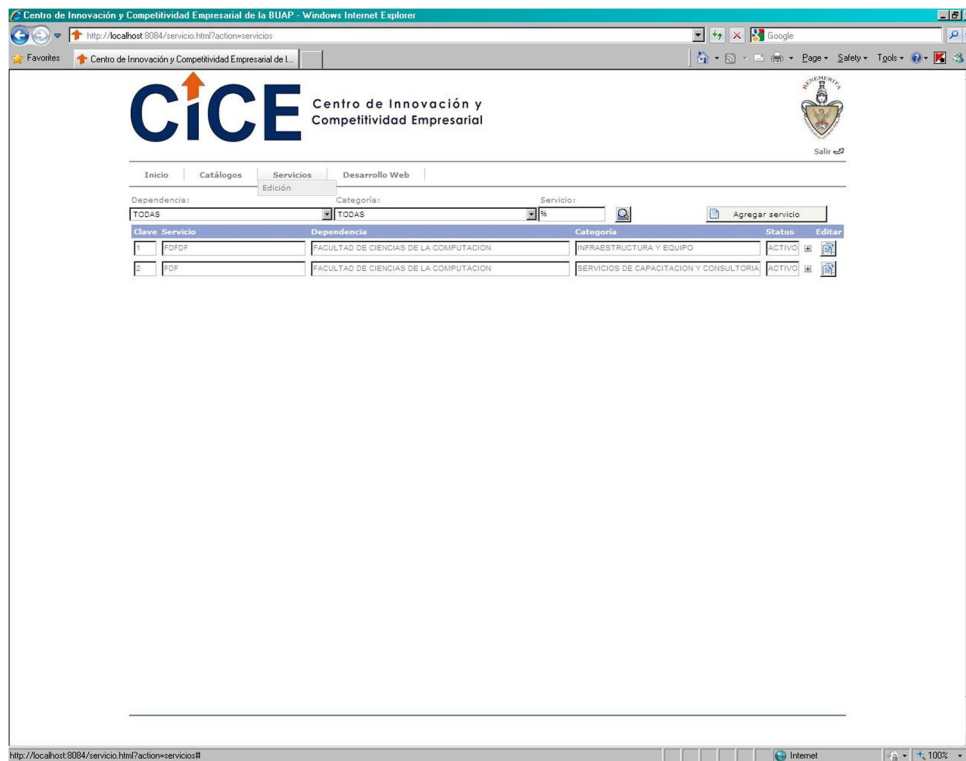 Centro de Innovación y Competitividad Empresarial de la BUAP - Windows Internet Explorer
http://localhost:8084/servicio.html?action=servicios
Google
Favorites
Centro de Innovación y Competitividad Empresarial de l...
Page Safety Tools
CiCE
Centro de Innovación y
Competitividad Empresarial
BENEMERITA
Salir
Inicio Catálogos Servicios Desarrollo Web
Edición
Dependencia: Categoría: Servicio:
TODAS TODAS % Agregar servicio
Clave Servicio Dependencia Categoría Status Editar
1 FDFDF FACULTAD DE CIENCIAS DE LA COMPUTACION INFRAESTRUCTURA Y EQUIPO ACTIVO
2 FDF FACULTAD DE CIENCIAS DE LA COMPUTACION SERVICIOS DE CAPACITACION Y CONSULTORIA ACTIVO
http://localhost:8084/servicio.html?action=servicios# Internet 100%